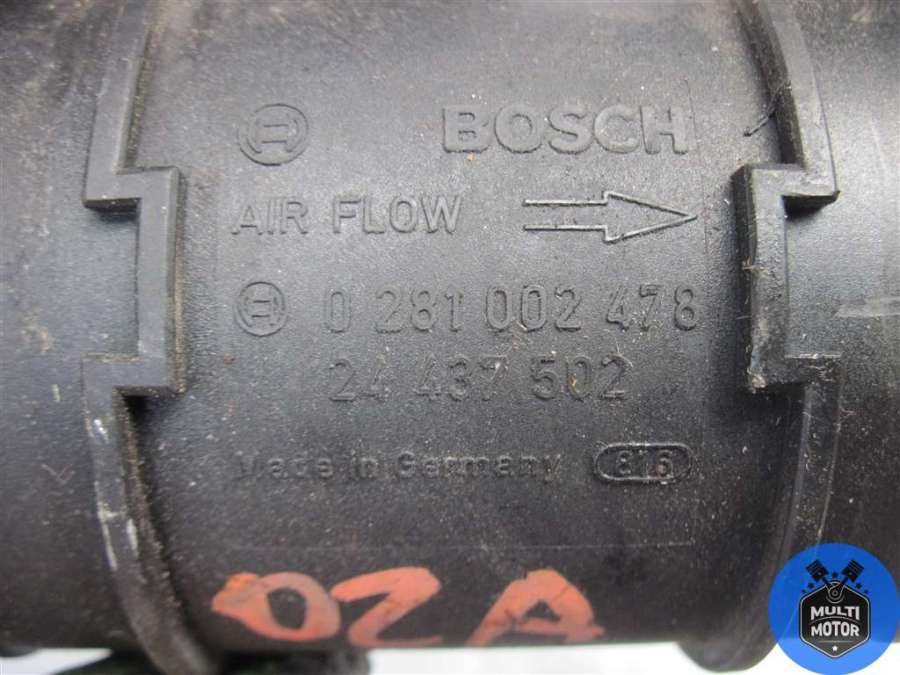 BOSCH
AIR FLOW
0 281 002 478
24 437 502
Made in Germany 816
OZA
MULTI
MOTOR